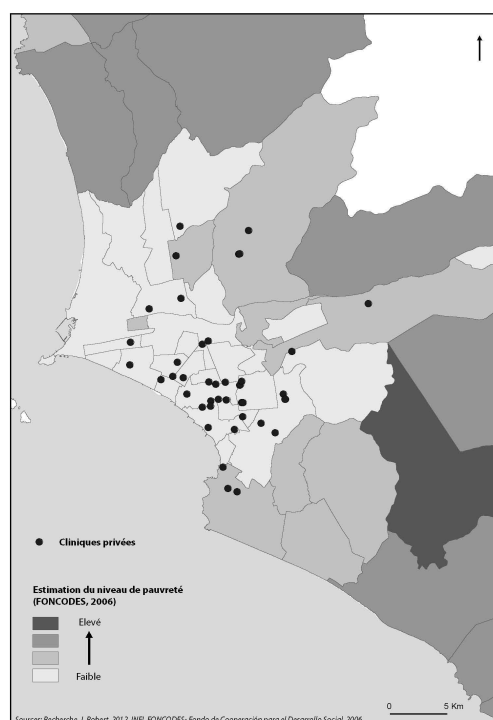 Cliniques privées
Estimation du niveau de pauvreté
(FONCODES, 2006)
Elevé
Faible
0 5 Km
Sources: Recherche J. Robert, 2012, INEI, FONCODES: Fondo de Cooperación para el Desarrollo Social, 2006